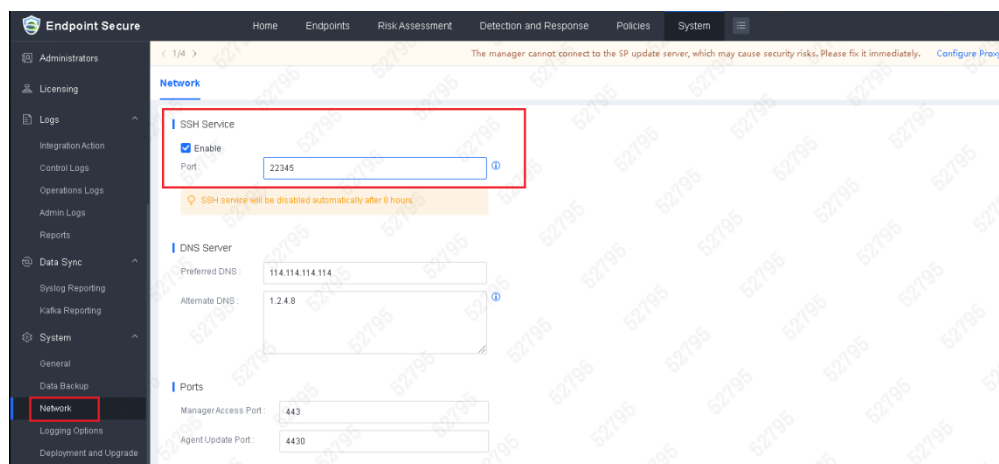 Endpoint Secure
Home Endpoints Risk Assessment Detection and Response Policies System
Administrators
Licensing
Logs
Integration Action
Control Logs
Operations Logs
Admin Logs
Reports
Data Sync
Syslog Reporting
Kafka Reporting
System
General
Data Backup
Network
Logging Options
Deployment and Upgrade
< 1/4 >
The manager cannot connect to the SP update server, which may cause security risks. Please fix it immediately. Configure Proxy
Network
SSH Service
Enable
Port: 22345
SSH service will be disabled automatically after 8 hours.
DNS Server
Preferred DNS : 114.114.114.114
Alternate DNS : 1.2.4.8
Ports
Manager Access Port : 443
Agent Update Port : 4430
52795